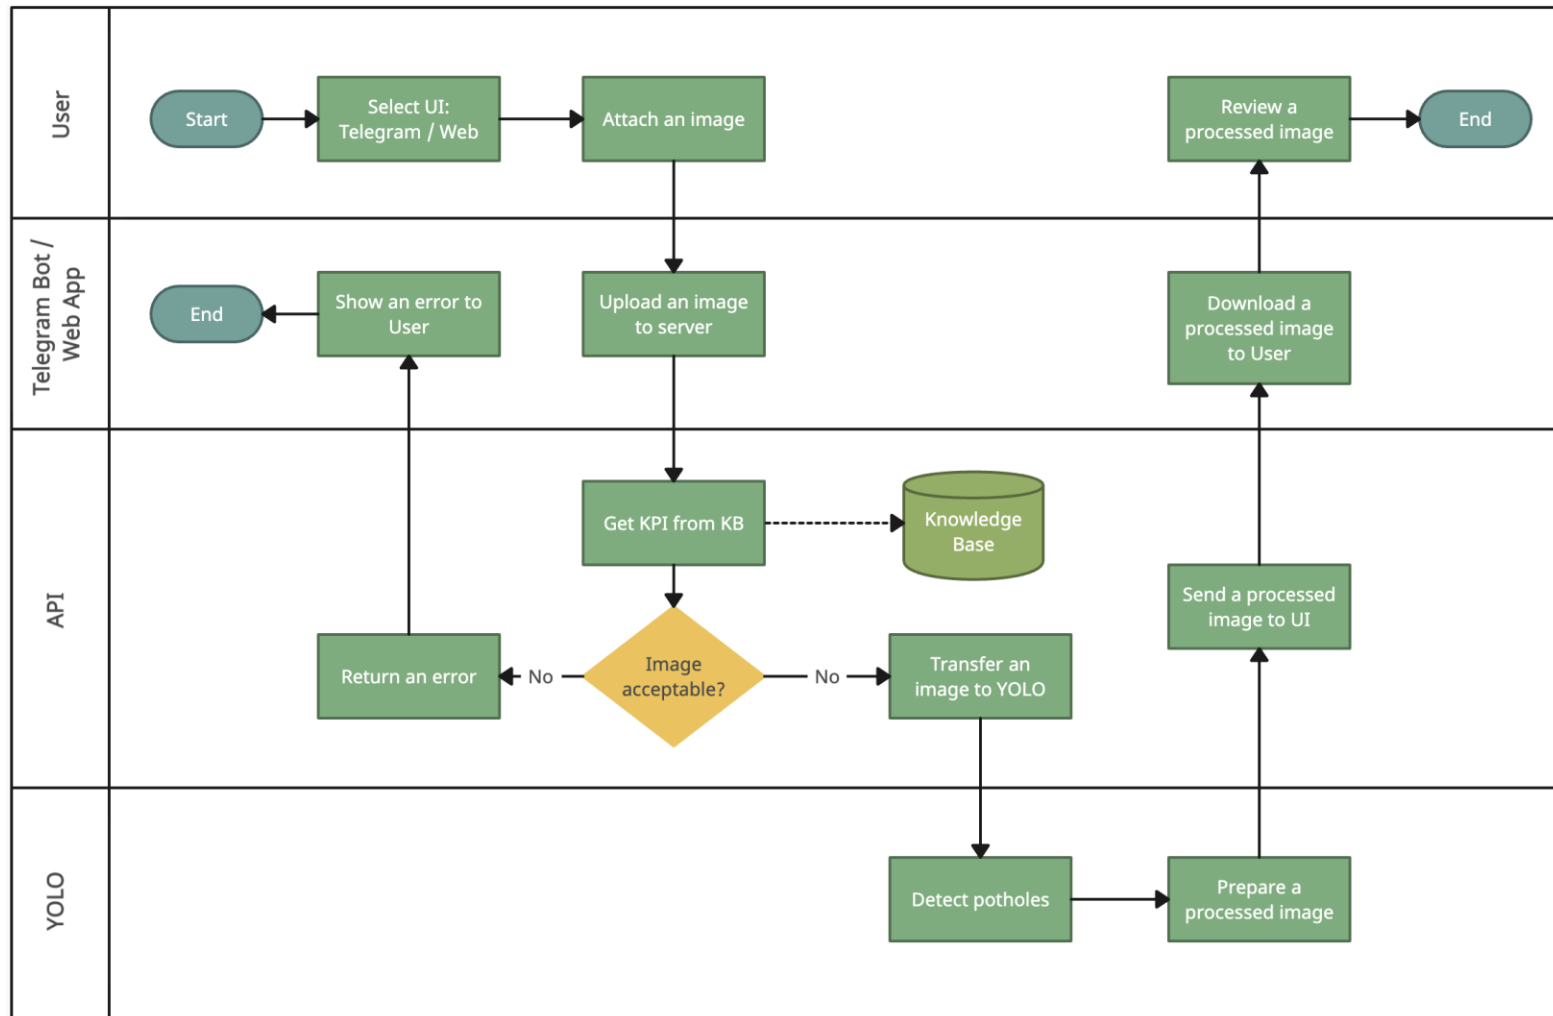 User
Start
Select UI:
Telegram / Web
Attach an image
Review a
processed image
End
Telegram Bot /
Web App
End
Show an error to
User
Upload an image
to server
Download a
processed image
to User
API
Get KPI from KB
Knowledge
Base
Send a processed
image to UI
Return an error
No
Image
acceptable?
No
Transfer an
image to YOLO
YOLO
Detect potholes
Prepare a
processed image